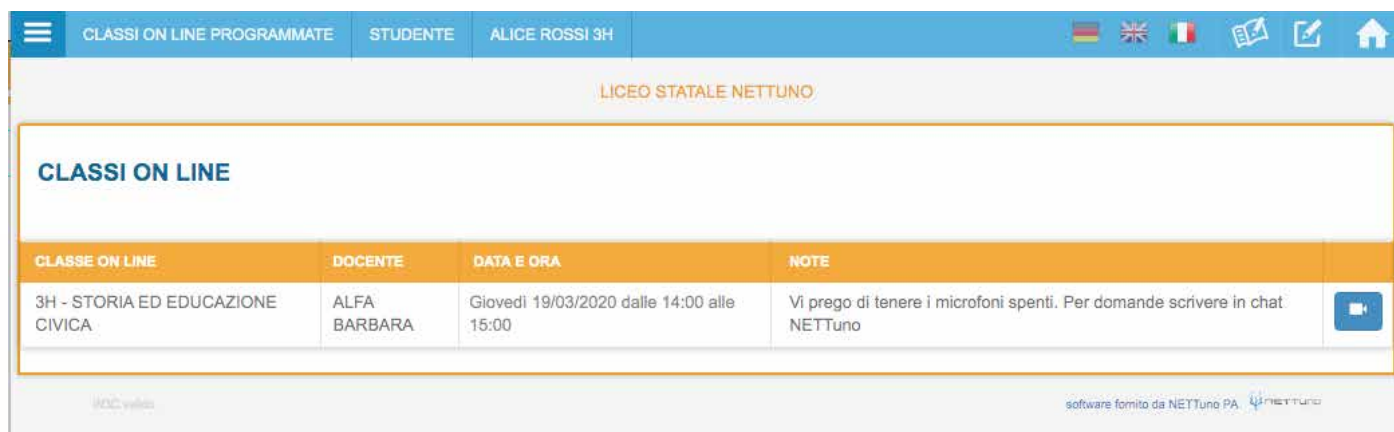 CLASSI ON LINE PROGRAMMATE STUDENTE ALICE ROSSI 3H
LICEO STATALE NETTUNO
CLASSI ON LINE
CLASSE ON LINE DOCENTE DATA E ORA NOTE
3H - STORIA ED EDUCAZIONE ALFA Giovedì 19/03/2020 dalle 14:00 alle Vi prego di tenere i microfoni spenti. Per domande scrivere in chat
CIVICA BARBARA 15:00 NETTuno
software fornito da NETTuno PA NETTUNO